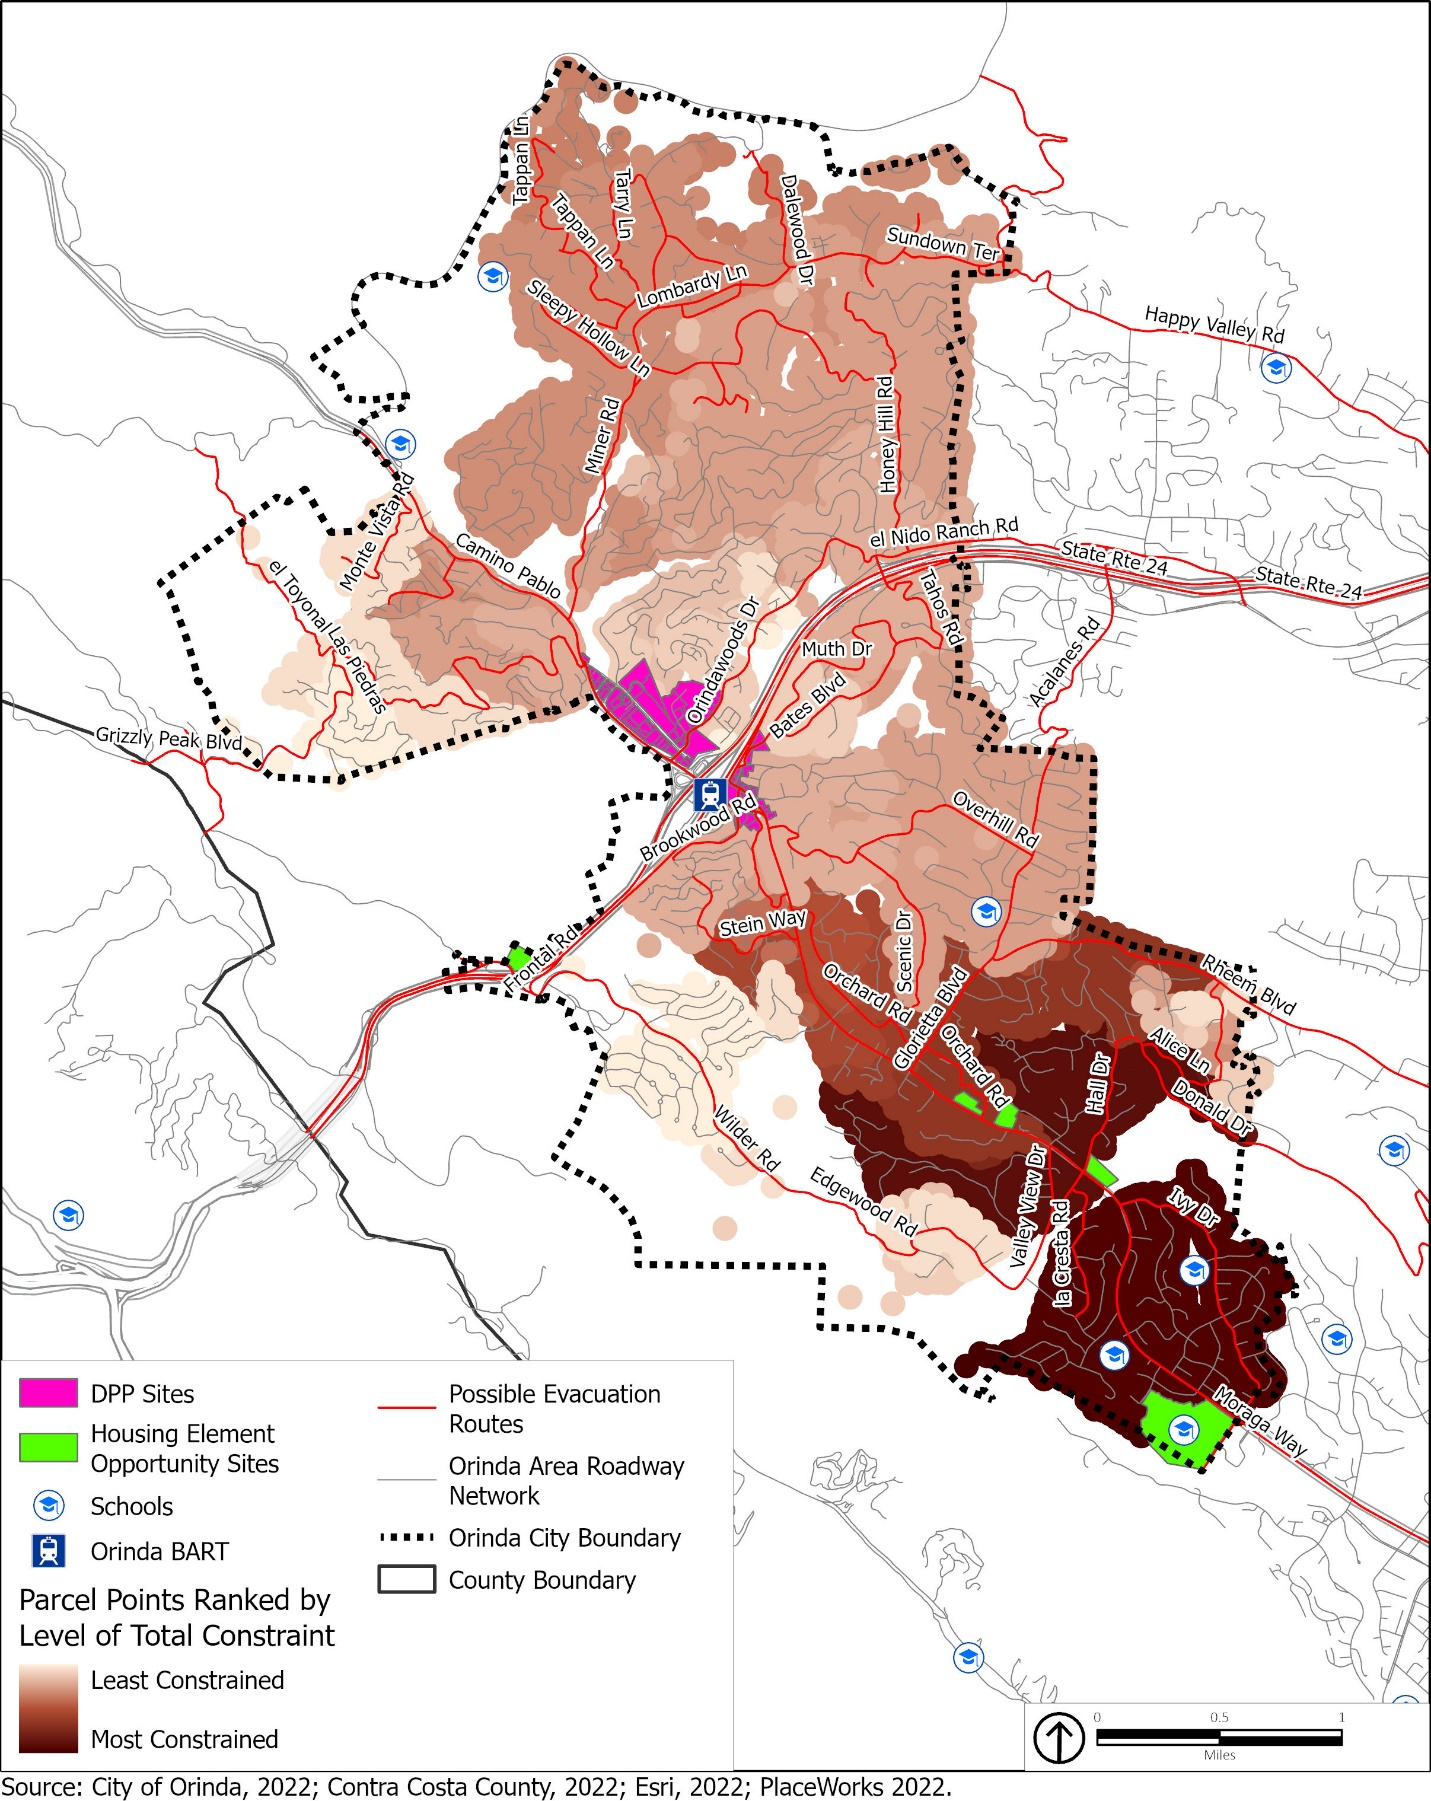 Tappan Ln
Tarry Ln
Tappan Ln
Dalewood Dr
Sundown Ter
Lombardy Ln
Sleepy Hollow Ln
Happy Valley Rd
Miner Rd
Honey Hill Rd
Monte Vista Rd
Camino Pablo
el Nido Ranch Rd
State Rte 24
State Rte 24
el Toyonal
Las Piedras
Orindawoods Dr
Tahos Rd
Muth Dr
Bates Blvd
Acalanes Rd
Grizzly Peak Blvd
Brookwood Rd
Overhill Rd
Stein Way
Scenic Dr
Frontal Rd
Orchard Rd
Glorietta Blvd
Rheem Blvd
Orchard Rd
Alice Ln
Hall Dr
Donald Dr
Wilder Rd
Edgewood Rd
Valley View Dr
la Cresta Rd
Ivy Dr
Moraga Way
DPP Sites
Housing Element
Opportunity Sites
Schools
Orinda BART
Parcel Points Ranked by
Level of Total Constraint
Least Constrained
Most Constrained
Possible Evacuation
Routes
Orinda Area Roadway
Network
Orinda City Boundary
County Boundary
0 0.5 1
Miles
Source: City of Orinda, 2022; Contra Costa County, 2022; Esri, 2022; PlaceWorks 2022.